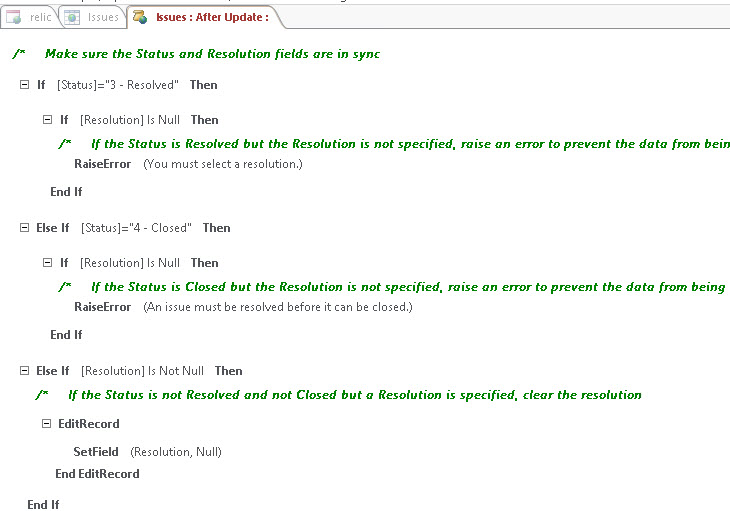 relic Issues Issues : After Update :
/* Make sure the Status and Resolution fields are in sync
If [Status]="3 - Resolved" Then
If [Resolution] Is Null Then
/* If the Status is Resolved but the Resolution is not specified, raise an error to prevent the data from bein
RaiseError (You must select a resolution.)
End If
Else If [Status]="4 - Closed" Then
If [Resolution] Is Null Then
/* If the Status is Closed but the Resolution is not specified, raise an error to prevent the data from being
RaiseError (An issue must be resolved before it can be closed.)
End If
Else If [Resolution] Is Not Null Then
/* If the Status is not Resolved and not Closed but a Resolution is specified, clear the resolution
EditRecord
SetField (Resolution, Null)
End EditRecord
End If